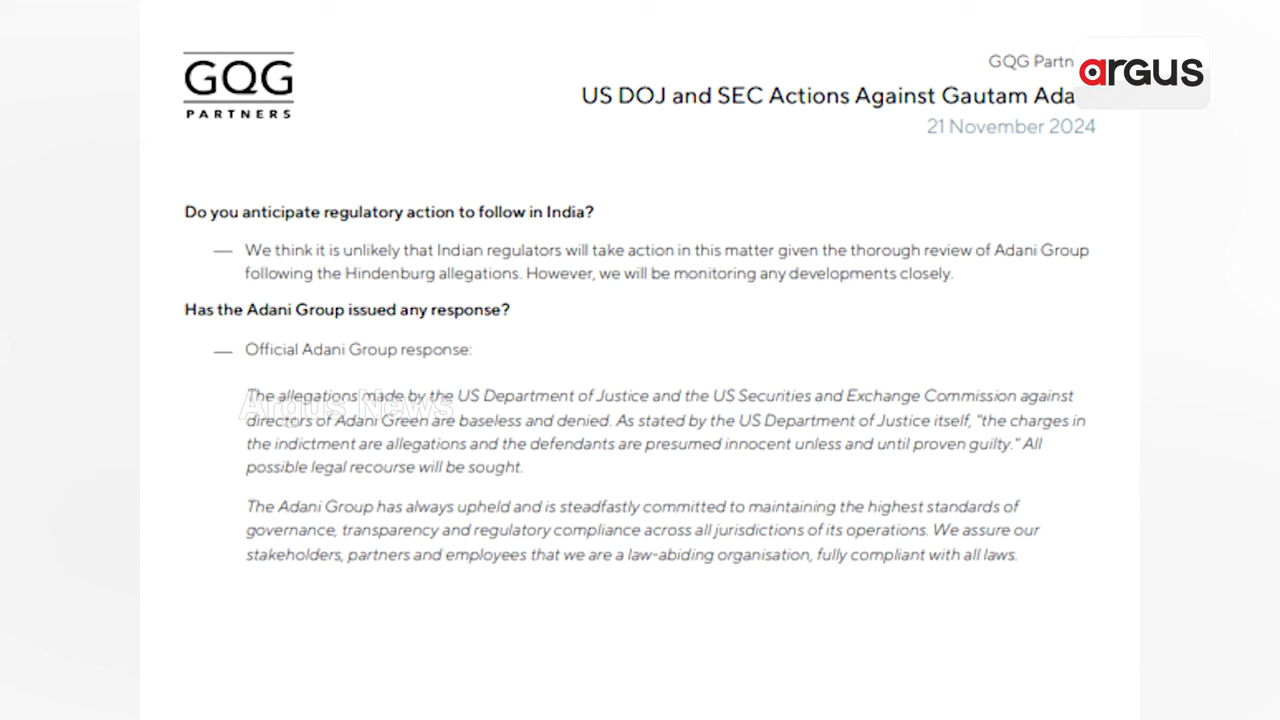 GQG
PARTNERS
GQG Partn
argus
US DOJ and SEC Actions Against Gautam Ada
21 November 2024
Do you anticipate regulatory action to follow in India?
— We think it is unlikely that Indian regulators will take action in this matter given the thorough review of Adani Group
following the Hindenburg allegations. However, we will be monitoring any developments closely.
Has the Adani Group issued any response?
— Official Adani Group response:
The allegations made by the US Department of Justice and the US Securities and Exchange Commission against
Argus News
directors of Adani Green are baseless and denied. As stated by the US Department of Justice itself, "the charges in
the indictment are allegations and the defendants are presumed innocent unless and until proven guilty." All
possible legal recourse will be sought.
The Adani Group has always upheld and is steadfastly committed to maintaining the highest standards of
governance, transparency and regulatory compliance across all jurisdictions of its operations. We assure our
stakeholders, partners and employees that we are a law-abiding organisation, fully compliant with all laws.